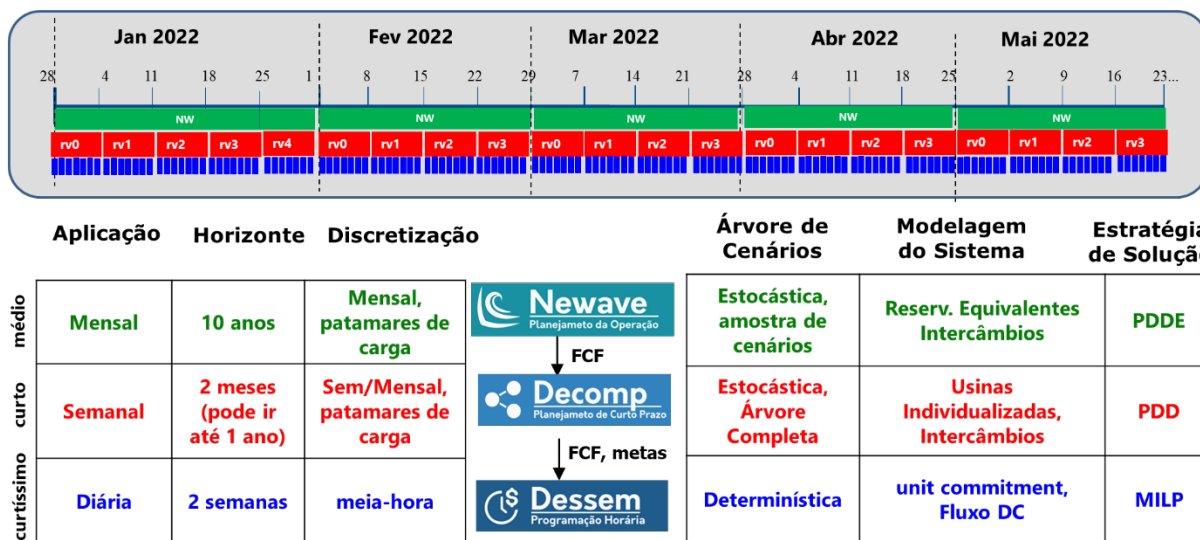 Jan 2022 Fev 2022 Mar 2022 Abr 2022 Mai 2022
28 4 11 18 25 1 8 15 22 29 7 14 21 28 4 11 18 25 2 9 16 23...
NW NW NW NW NW
rv0 rv1 rv2 rv3 rv4 rv0 rv1 rv2 rv3 rv0 rv1 rv2 rv3 rv0 rv1 rv2 rv3 rv0 rv1 rv2 rv3
Aplicação Horizonte Discretização
Árvore de
Cenários
Modelagem
do Sistema
Estratégia
de Solução
médio
Mensal
10 anos
Mensal,
patamares de
carga
Newave
Planejameto da Operação
Estocástica,
amostra de
cenários
Reserv. Equivalentes
Intercâmbios
PDDE
FCF
curto
Semanal
2 meses
(pode ir
até 1 ano)
Sem/Mensal,
patamares de
carga
Decomp
Planejameto de Curto Prazo
Estocástica,
Árvore
Completa
Usinas
Individualizadas,
Intercâmbios
PDD
FCF, metas
curtíssimo
Diária
2 semanas
meia-hora
Dessem
Programação Horária
Determinística
unit commitment,
Fluxo DC
MILP